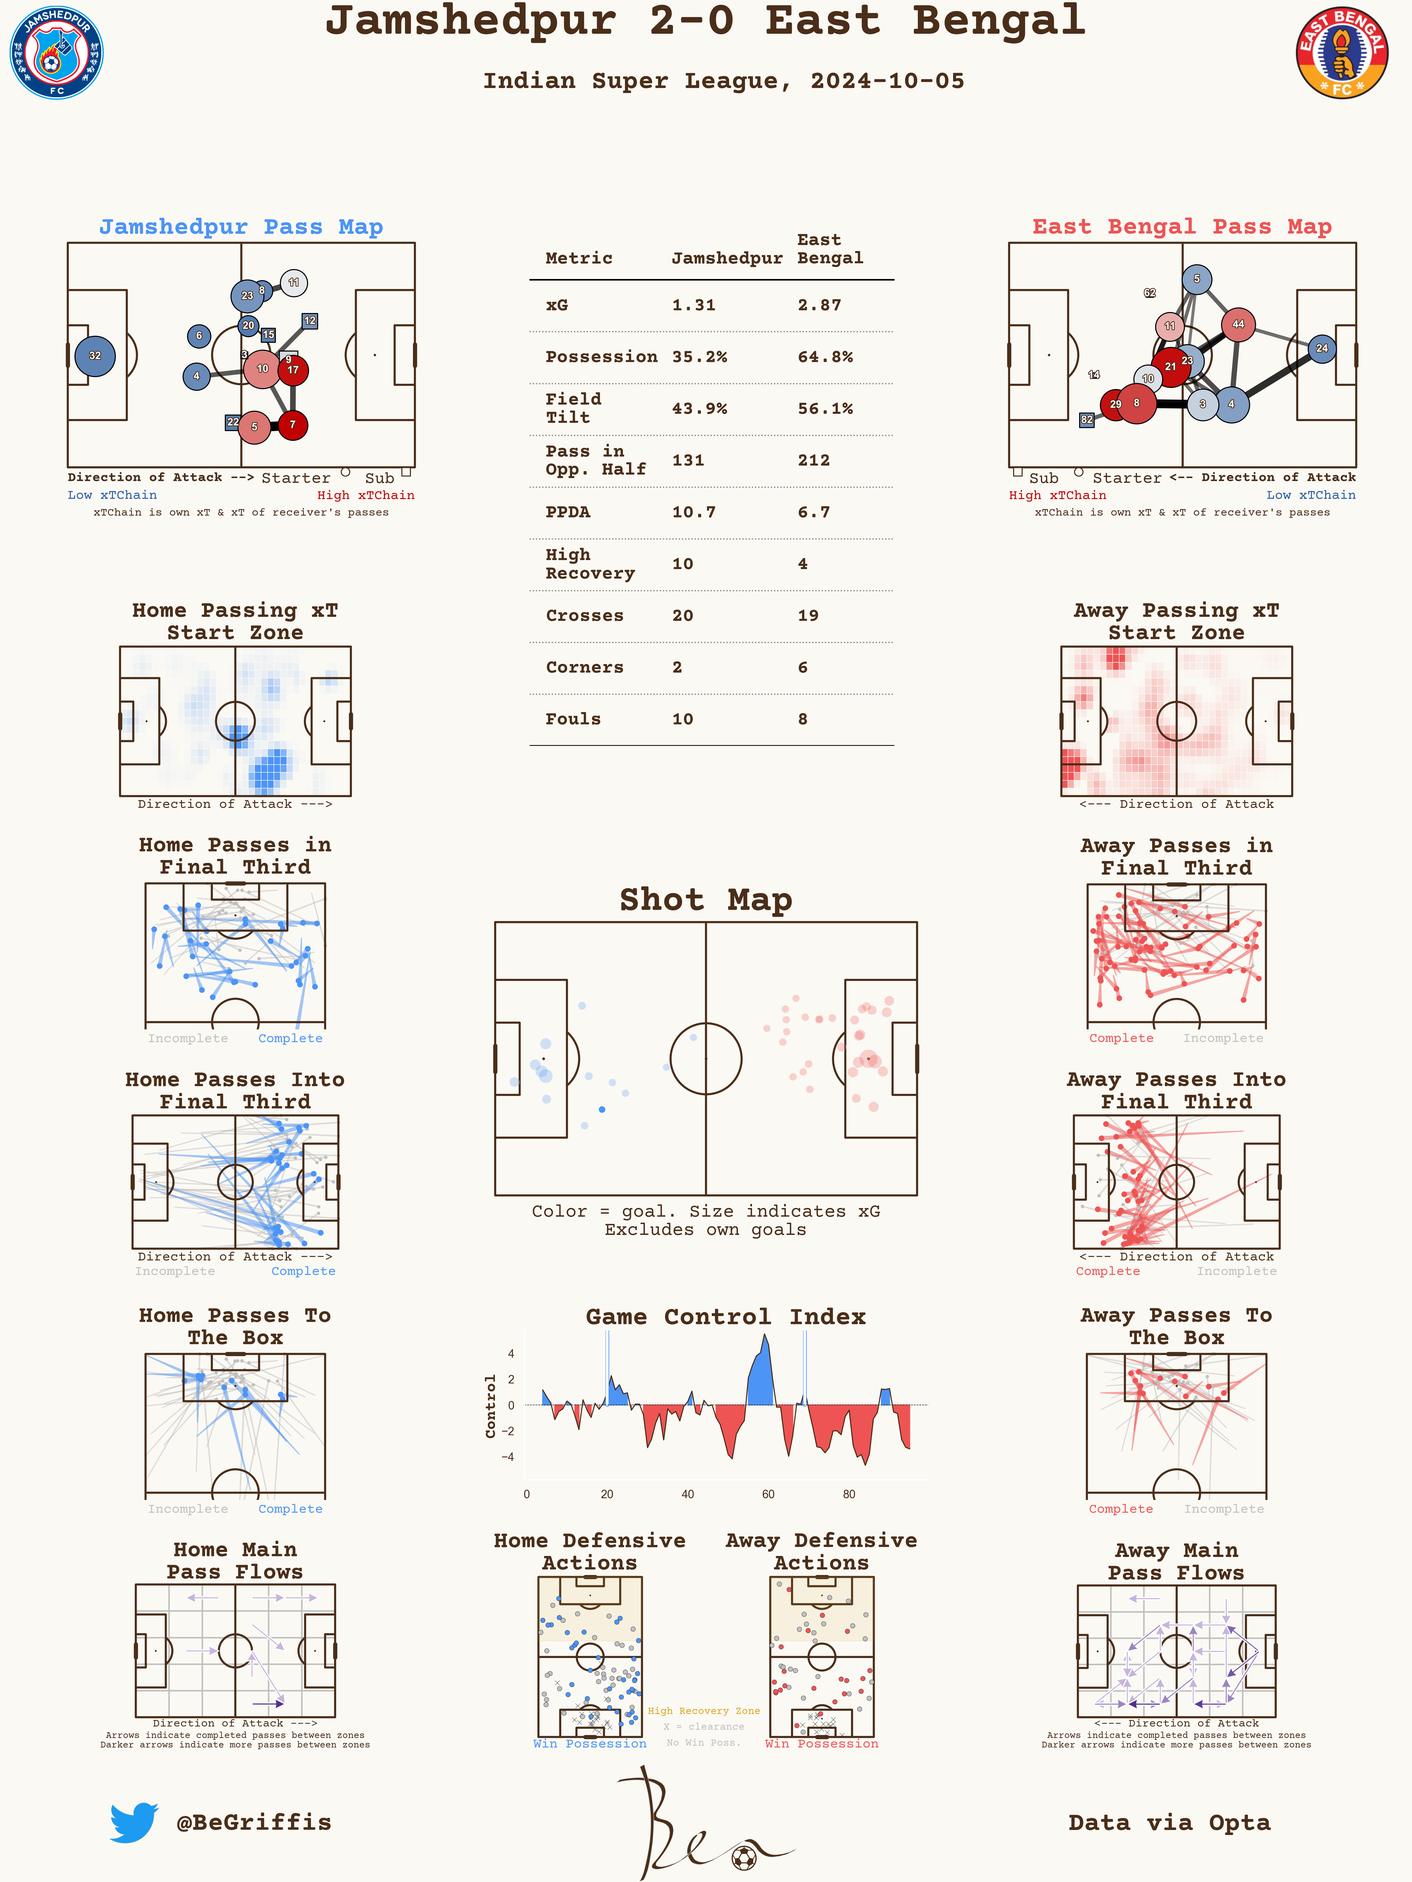 Jamshedpur 2-0 East Bengal
Indian Super League, 2024-10-05
JAMSHEDPUR
FC
EAST BENGAL
FC
Jamshedpur Pass Map
32
6
4
23
8
11
20
15
12
3
9
10
17
22
5
7
Direction of Attack --> Starter Sub
Low xTChain High xTChain
xTChain is own xT & xT of receiver's passes
Metric Jamshedpur East Bengal
xG 1.31 2.87
Possession 35.2% 64.8%
Field Tilt 43.9% 56.1%
Pass in Opp. Half 131 212
PPDA 10.7 6.7
High Recovery 10 4
Crosses 20 19
Corners 2 6
Fouls 10 8
East Bengal Pass Map
5
62
11
44
24
23
21
14
10
29
8
3
4
82
Sub Starter <-- Direction of Attack
High xTChain Low xTChain
xTChain is own xT & xT of receiver's passes
Home Passing xT
Start Zone
Direction of Attack --->
Away Passing xT
Start Zone
<--- Direction of Attack
Home Passes in
Final Third
Incomplete Complete
Away Passes in
Final Third
Complete Incomplete
Shot Map
Color = goal. Size indicates xG
Excludes own goals
Home Passes Into
Final Third
Direction of Attack --->
Incomplete Complete
Away Passes Into
Final Third
<--- Direction of Attack
Complete Incomplete
Home Passes To
The Box
Incomplete Complete
Game Control Index
Control
4
2
0
−2
−4
0 20 40 60 80
Away Passes To
The Box
Complete Incomplete
Home Main
Pass Flows
Direction of Attack --->
Arrows indicate completed passes between zones
Darker arrows indicate more passes between zones
Home Defensive
Actions
Win Possession
High Recovery Zone
X = clearance
No Win Poss.
Away Defensive
Actions
Win Possession
Away Main
Pass Flows
<--- Direction of Attack
Arrows indicate completed passes between zones
Darker arrows indicate more passes between zones
@BeGriffis
Ben
Data via Opta